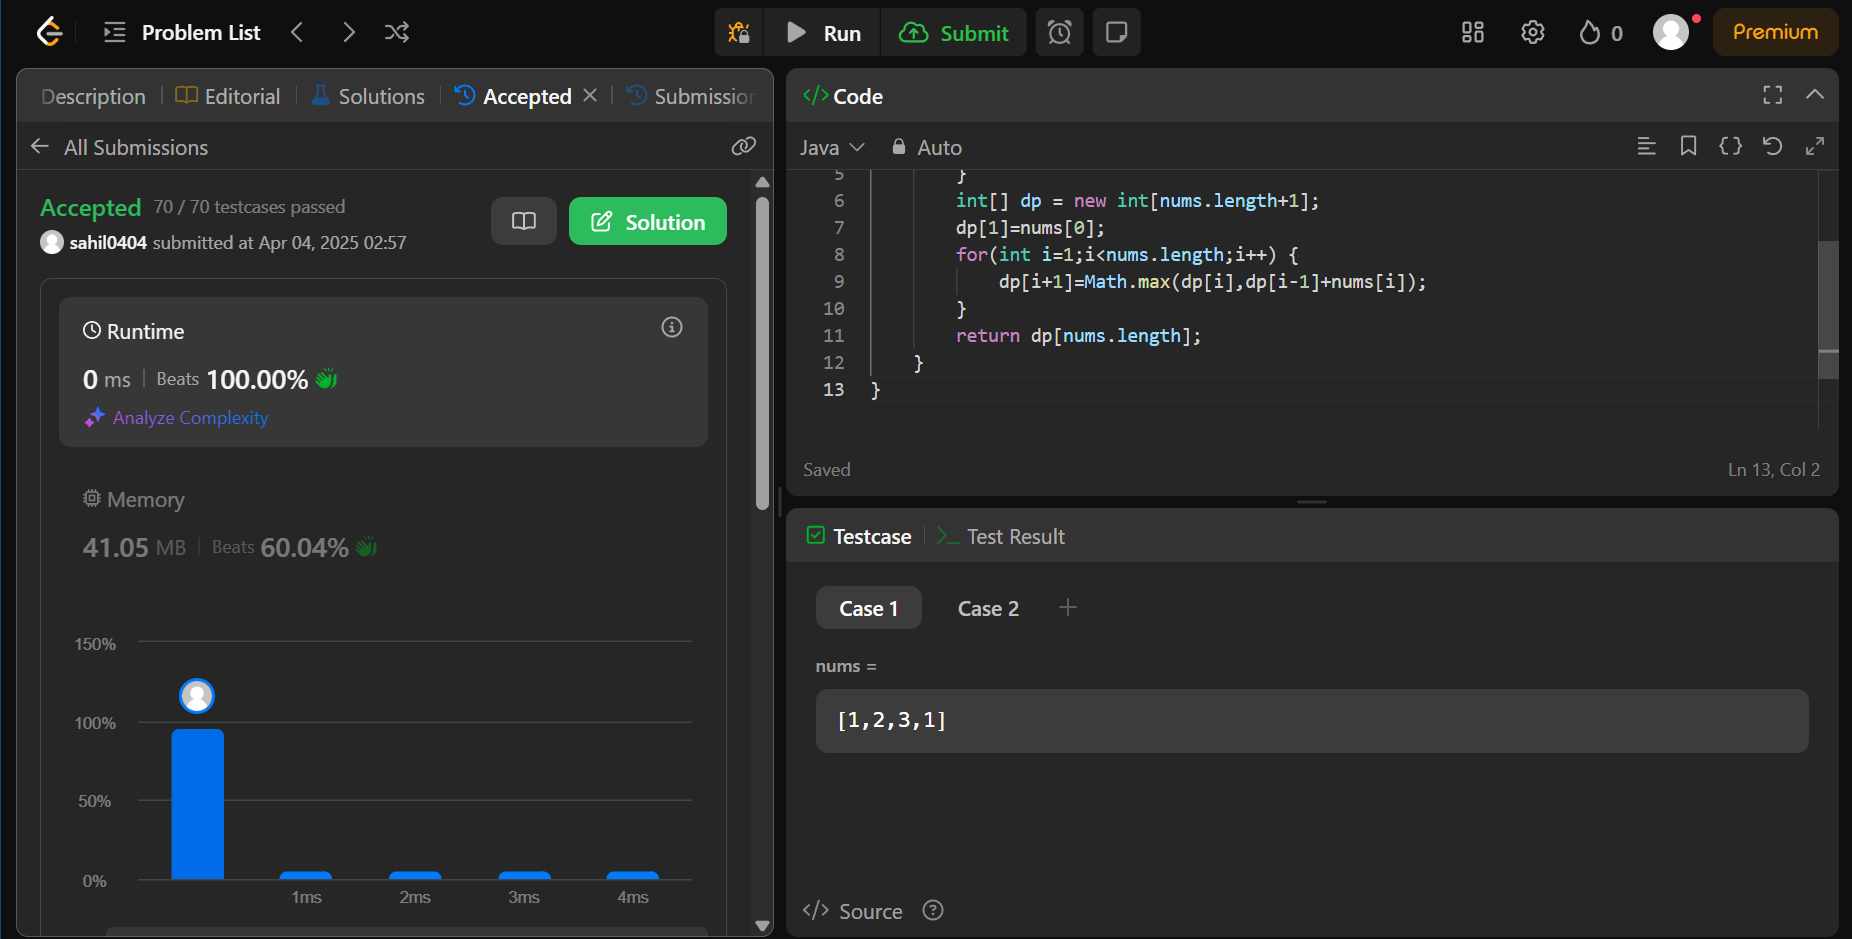 Problem List
Run
Submit
0
Premium
Description
Editorial
Solutions
Accepted
Submission
All Submissions
Accepted 70 / 70 testcases passed
sahil0404 submitted at Apr 04, 2025 02:57
Solution
Runtime
0 ms Beats 100.00%
Analyze Complexity
Memory
41.05 MB Beats 60.04%
150%
100%
50%
0%
1ms
2ms
3ms
4ms
</> Code
Java
Auto
5 }
6 int[] dp = new int[nums.length+1];
7 dp[1]=nums[0];
8 for(int i=1;i<nums.length;i++) {
9 dp[i+1]=Math.max(dp[i],dp[i-1]+nums[i]);
10 }
11 return dp[nums.length];
12 }
13 }
Saved
Ln 13, Col 2
Testcase
Test Result
Case 1
Case 2
nums =
[1,2,3,1]
</> Source